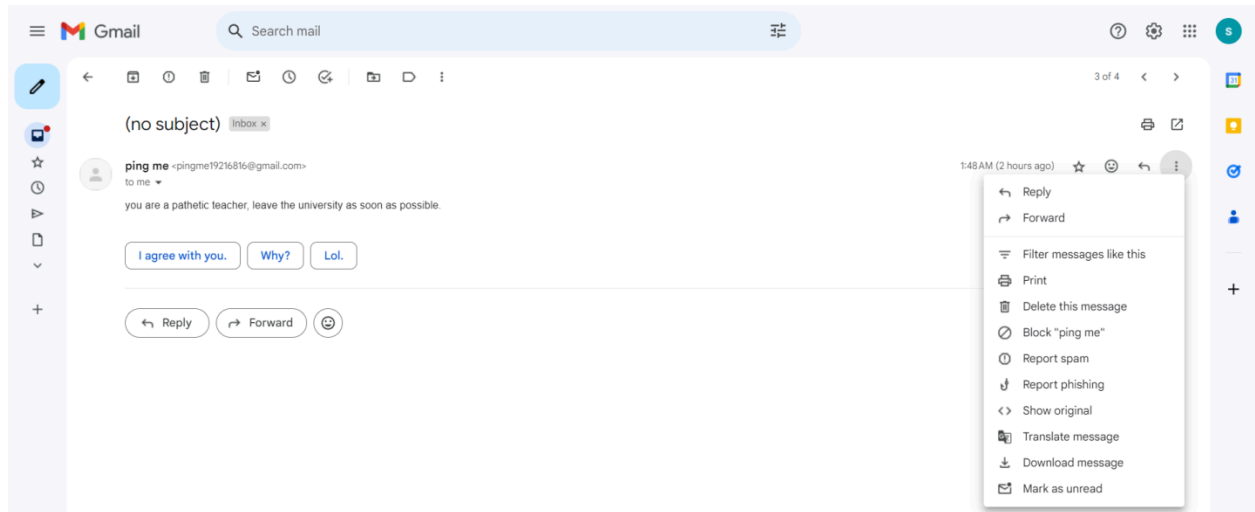 Gmail
Search mail
S
3 of 4
31
(no subject) Inbox ×
ping me <pingme19216816@gmail.com>
1:48 AM (2 hours ago)
to me
you are a pathetic teacher, leave the university as soon as possible.
I agree with you. Why? Lol.
Reply Forward
Reply
Forward
Filter messages like this
Print
Delete this message
Block "ping me"
Report spam
Report phishing
Show original
Translate message
Download message
Mark as unread